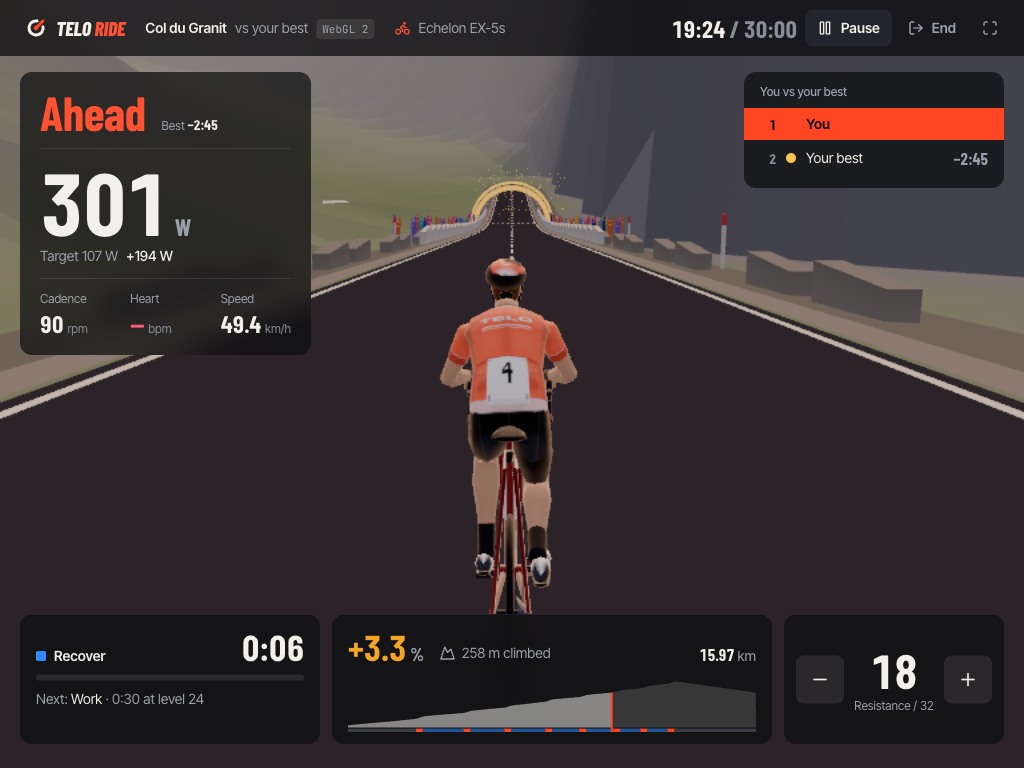 TELO RIDE Col du Granit vs your best WebGL 2 Echelon EX-5s 19:24 / 30:00 Pause End
Ahead Best −2:45
301 W
Target 107 W +194 W
Cadence Heart Speed
90 rpm — bpm 49.4 km/h
You vs your best
1 You
2 Your best −2:45
TELO
4
Recover 0:06
Next: Work · 0:30 at level 24
+3.3 % 258 m climbed 15.97 km
− 18 +
Resistance / 32